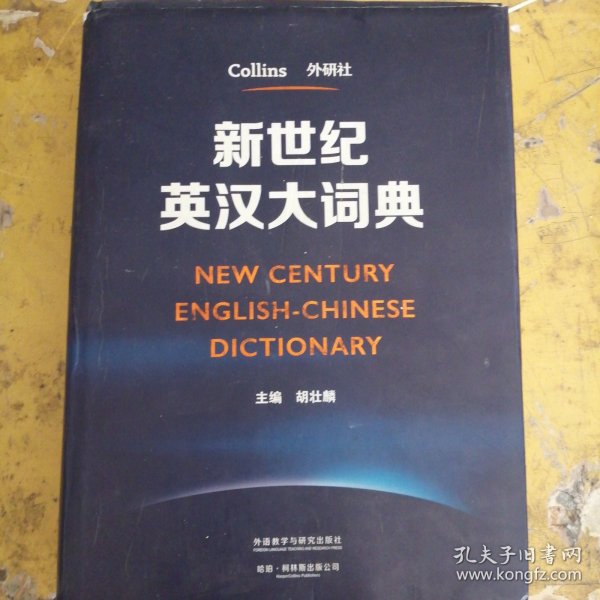 Collins 外研社
新世纪
英汉大词典
NEW CENTURY
ENGLISH-CHINESE
DICTIONARY
主编 胡壮麟
外语教学与研究出版社
FOREIGN LANGUAGE TEACHING AND RESEARCH PRESS
哈珀·柯林斯出版公司
HarperCollins Publishers
孔夫子旧书网
www.kongfz.com